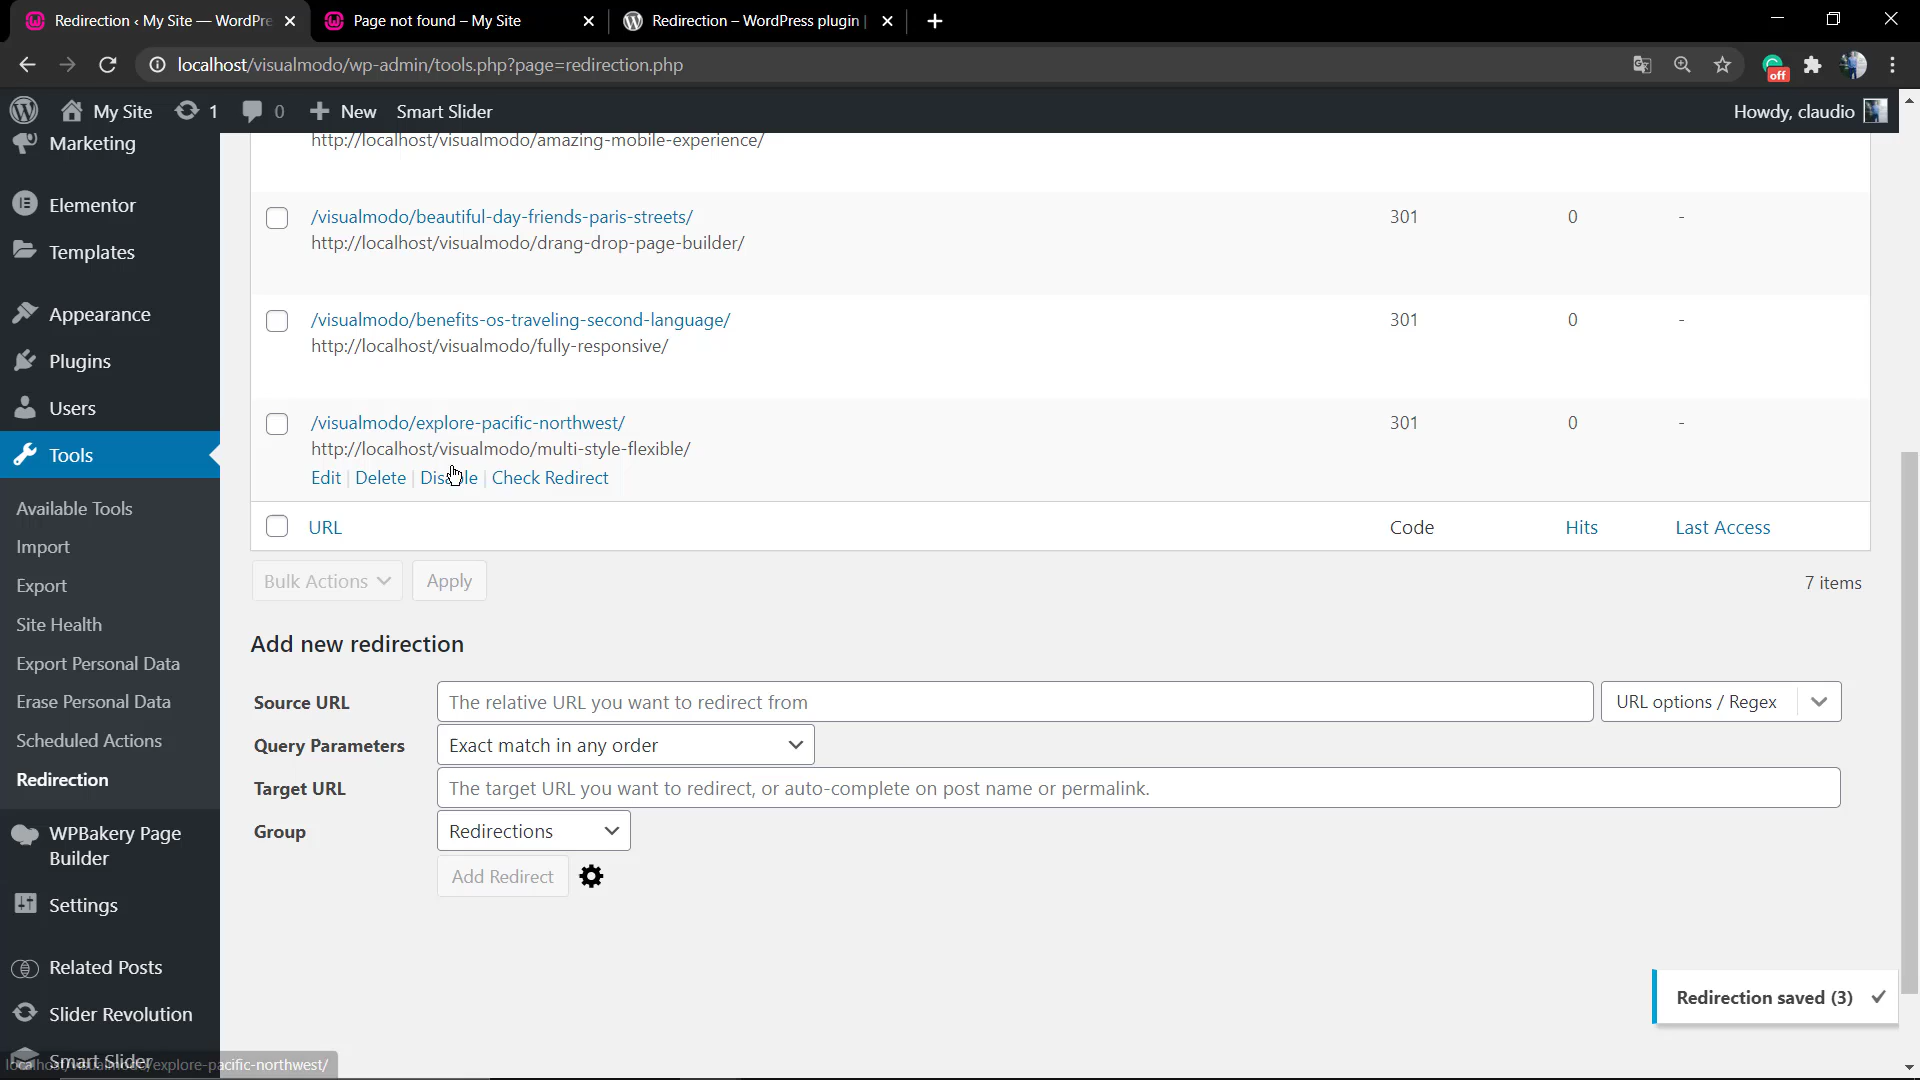 Redirection ‹ My Site — WordPre
Page not found – My Site
Redirection – WordPress plugin |
localhost/visualmodo/wp-admin/tools.php?page=redirection.php
off
My Site
1
0
New
Smart Slider
Howdy, claudio
Marketing
Elementor
Templates
Appearance
Plugins
Users
Tools
Available Tools
Import
Export
Site Health
Export Personal Data
Erase Personal Data
Scheduled Actions
Redirection
WPBakery Page
Builder
Settings
Related Posts
Slider Revolution
Smart Slider
http://localhost/visualmodo/amazing-mobile-experience/
/visualmodo/beautiful-day-friends-paris-streets/ 301 0 -
http://localhost/visualmodo/drang-drop-page-builder/
/visualmodo/benefits-os-traveling-second-language/ 301 0 -
http://localhost/visualmodo/fully-responsive/
/visualmodo/explore-pacific-northwest/ 301 0 -
http://localhost/visualmodo/multi-style-flexible/
Edit | Delete | Disable | Check Redirect
URL Code Hits Last Access
Bulk Actions Apply 7 items
Add new redirection
Source URL The relative URL you want to redirect from URL options / Regex
Query Parameters Exact match in any order
Target URL The target URL you want to redirect, or auto-complete on post name or permalink.
Group Redirections
Add Redirect
Redirection saved (3)
localhost/visualmodo/explore-pacific-northwest/